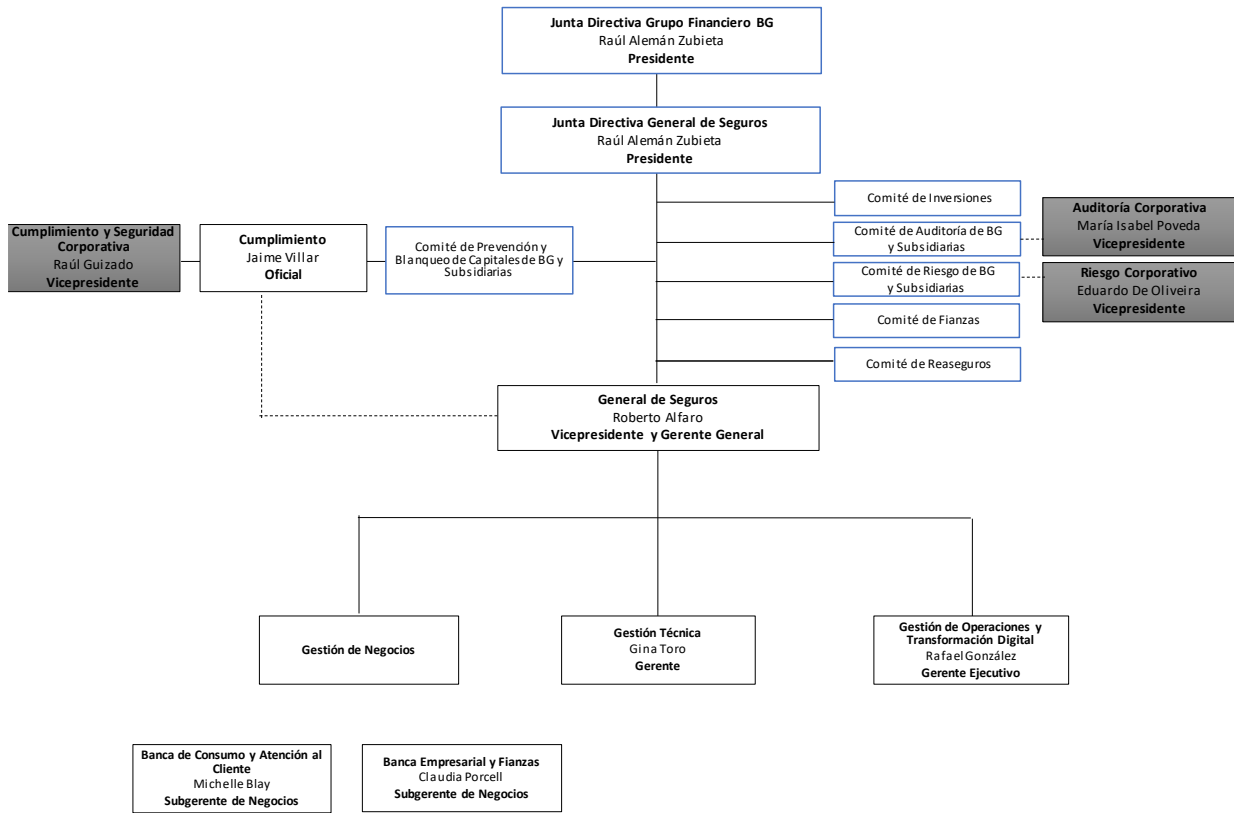 Junta Directiva Grupo Financiero BG
Raúl Alemán Zubieta
Presidente
Junta Directiva General de Seguros
Raúl Alemán Zubieta
Presidente
Comité de Inversiones
Comité de Auditoría de BG
y Subsidiarias
Comité de Riesgo de BG
y Subsidiarias
Comité de Fianzas
Comité de Reaseguros
Auditoría Corporativa
María Isabel Poveda
Vicepresidente
Riesgo Corporativo
Eduardo De Oliveira
Vicepresidente
Cumplimiento y Seguridad
Corporativa
Raúl Guizado
Vicepresidente
Cumplimiento
Jaime Villar
Oficial
Comité de Prevención y
Blanqueo de Capitales de BG y
Subsidiarias
General de Seguros
Roberto Alfaro
Vicepresidente y Gerente General
Gestión de Negocios
Gestión Técnica
Gina Toro
Gerente
Gestión de Operaciones y
Transformación Digital
Rafael González
Gerente Ejecutivo
Banca de Consumo y Atención al
Cliente
Michelle Blay
Subgerente de Negocios
Banca Empresarial y Fianzas
Claudia Porcell
Subgerente de Negocios